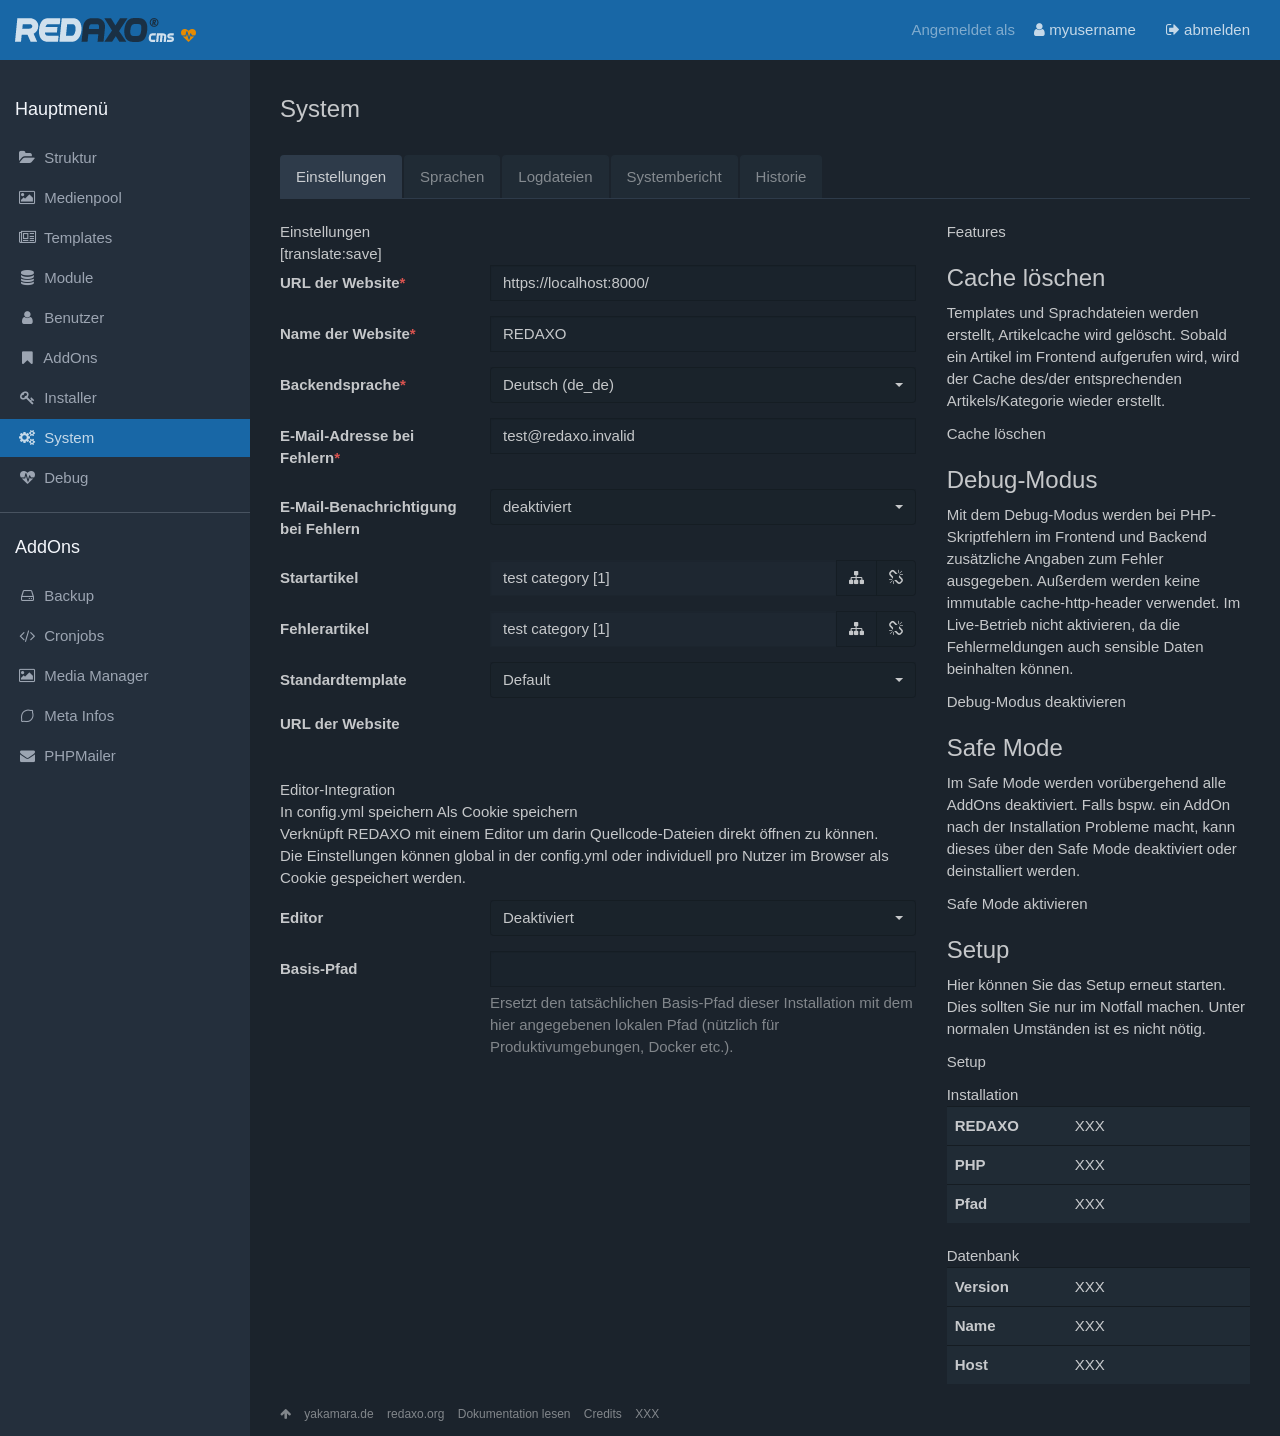 REDAXO® cms
Angemeldet als myusername abmelden
Hauptmenü
Struktur
Medienpool
Templates
Module
Benutzer
AddOns
Installer
System
Debug
AddOns
Backup
Cronjobs
Media Manager
Meta Infos
PHPMailer
System
Einstellungen Sprachen Logdateien Systembericht Historie
Einstellungen
[translate:save]
URL der Website* https://localhost:8000/
Name der Website* REDAXO
Backendsprache* Deutsch (de_de)
E-Mail-Adresse bei
Fehlern*
test@redaxo.invalid
E-Mail-Benachrichtigung
bei Fehlern
deaktiviert
Startartikel test category [1]
Fehlerartikel test category [1]
Standardtemplate Default
URL der Website
Editor-Integration
In config.yml speichern Als Cookie speichern
Verknüpft REDAXO mit einem Editor um darin Quellcode-Dateien direkt öffnen zu können.
Die Einstellungen können global in der config.yml oder individuell pro Nutzer im Browser als
Cookie gespeichert werden.
Editor Deaktiviert
Basis-Pfad
Ersetzt den tatsächlichen Basis-Pfad dieser Installation mit dem
hier angegebenen lokalen Pfad (nützlich für
Produktivumgebungen, Docker etc.).
Features
Cache löschen
Templates und Sprachdateien werden
erstellt, Artikelcache wird gelöscht. Sobald
ein Artikel im Frontend aufgerufen wird, wird
der Cache des/der entsprechenden
Artikels/Kategorie wieder erstellt.
Cache löschen
Debug-Modus
Mit dem Debug-Modus werden bei PHP-
Skriptfehlern im Frontend und Backend
zusätzliche Angaben zum Fehler
ausgegeben. Außerdem werden keine
immutable cache-http-header verwendet. Im
Live-Betrieb nicht aktivieren, da die
Fehlermeldungen auch sensible Daten
beinhalten können.
Debug-Modus deaktivieren
Safe Mode
Im Safe Mode werden vorübergehend alle
AddOns deaktiviert. Falls bspw. ein AddOn
nach der Installation Probleme macht, kann
dieses über den Safe Mode deaktiviert oder
deinstalliert werden.
Safe Mode aktivieren
Setup
Hier können Sie das Setup erneut starten.
Dies sollten Sie nur im Notfall machen. Unter
normalen Umständen ist es nicht nötig.
Setup
Installation
REDAXO XXX
PHP XXX
Pfad XXX
Datenbank
Version XXX
Name XXX
Host XXX
yakamara.de redaxo.org Dokumentation lesen Credits XXX